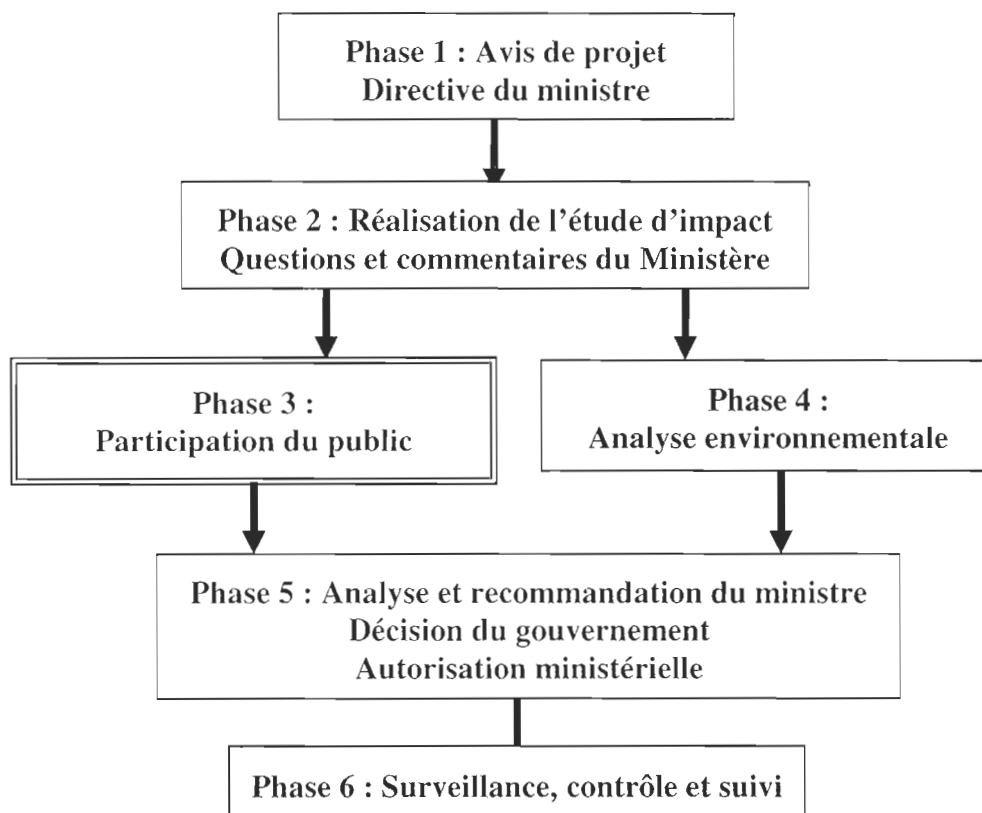 Phase 1 : Avis de projet
Directive du ministre
Phase 2 : Réalisation de l'étude d'impact
Questions et commentaires du Ministère
Phase 3 :
Participation du public
Phase 4 :
Analyse environnementale
Phase 5 : Analyse et recommandation du ministre
Décision du gouvernement
Autorisation ministérielle
Phase 6 : Surveillance, contrôle et suivi